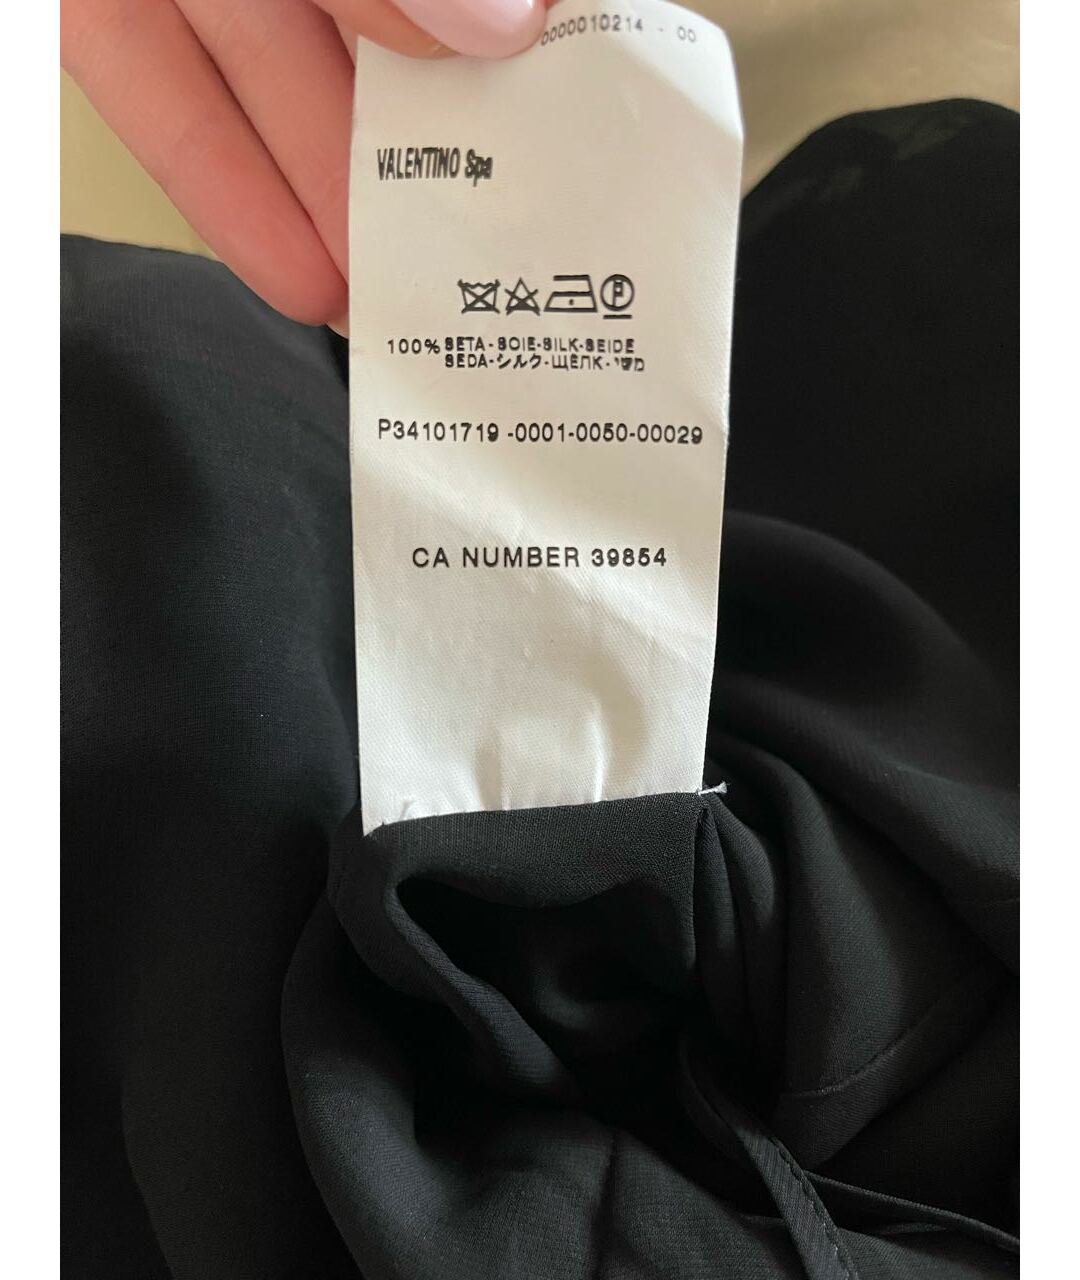 0000010214 - 00
VALENTINO Spa
P
100% SETA-SOIE-SILK-SEIDE
SEDA-シルク-ЩЕЛК-משי
P34101719 -0001-0050-00029
CA NUMBER 39854